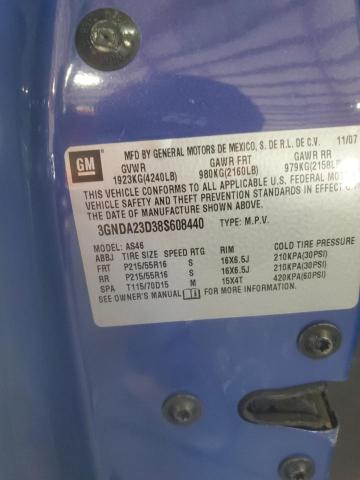 GM
MFD BY GENERAL MOTORS DE MEXICO, S. DE R.L. DE C.V. 11/07
GVWR GAWR FRT GAWR RR
1923KG(4240LB) 980KG(2160LB) 979KG(2158LB)
THIS VEHICLE CONFORMS TO ALL APPLICABLE U.S. FEDERAL MOTOR
VEHICLE SAFETY AND THEFT PREVENTION STANDARDS IN EFFECT
ON THE DATE OF MANUFACTURE SHOWN ABOVE.
3GNDA23D38S608440 TYPE: M.P.V.
MODEL: AS46
ABBJ TIRE SIZE SPEED RTG RIM COLD TIRE PRESSURE
FRT P215/55R16 S 16X6.5J 210KPA(30PSI)
RR P215/55R16 S 16X6.5J 210KPA(30PSI)
SPA T115/70D15 M 15X4T 420KPA(60PSI)
SEE OWNER'S MANUAL FOR MORE INFORMATION.